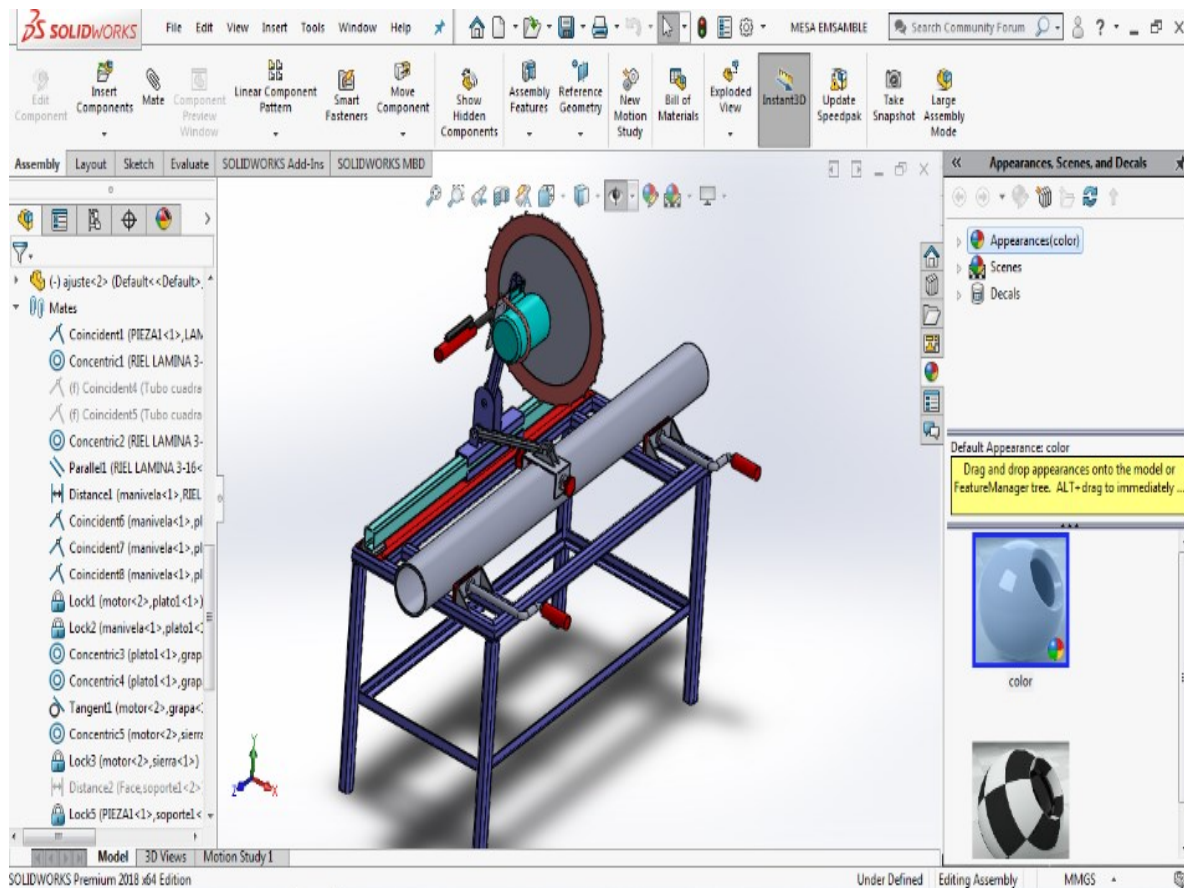 SOLIDWORKS
File Edit View Insert Tools Window Help
MESA EMSAMBLE
Search Community Forum
?
Edit Component
Insert Components
Mate
Component Preview Window
Linear Component Pattern
Smart Fasteners
Move Component
Show Hidden Components
Assembly Features
Reference Geometry
New Motion Study
Bill of Materials
Exploded View
Instant3D
Update Speedpak
Take Snapshot
Large Assembly Mode
Assembly Layout Sketch Evaluate SOLIDWORKS Add-Ins SOLIDWORKS MBD
Appearances, Scenes, and Decals
(-) ajuste<2> (Default<<Default>
Mates
Coincident1 (PIEZA1<1>,LAM
Concentric1 (RIEL LAMINA 3-
(f) Coincident4 (Tubo cuadra
(f) Coincident5 (Tubo cuadra
Concentric2 (RIEL LAMINA 3-
Parallel1 (RIEL LAMINA 3-16<
Distance1 (manivela<1>,RIEL
Coincident6 (manivela<1>,pl
Coincident7 (manivela<1>,pl
Coincident8 (manivela<1>,pl
Lock1 (motor<2>,plato1<1>)
Lock2 (manivela<1>,plato1<
Concentric3 (plato1<1>,grap
Concentric4 (plato1<1>,grap
Tangent1 (motor<2>,grapa<
Concentric5 (motor<2>,sierra
Lock3 (motor<2>,sierra<1>)
Distance2 (Face,soporte1<2>
Lock5 (PIEZA1<1>,soporte1<
Y
Z
X
Appearances(color)
Scenes
Decals
Default Appearance: color
Drag and drop appearances onto the model or
FeatureManager tree. ALT+drag to immediately ...
color
Model 3D Views Motion Study 1
SOLIDWORKS Premium 2018 x64 Edition
Under Defined Editing Assembly MMGS